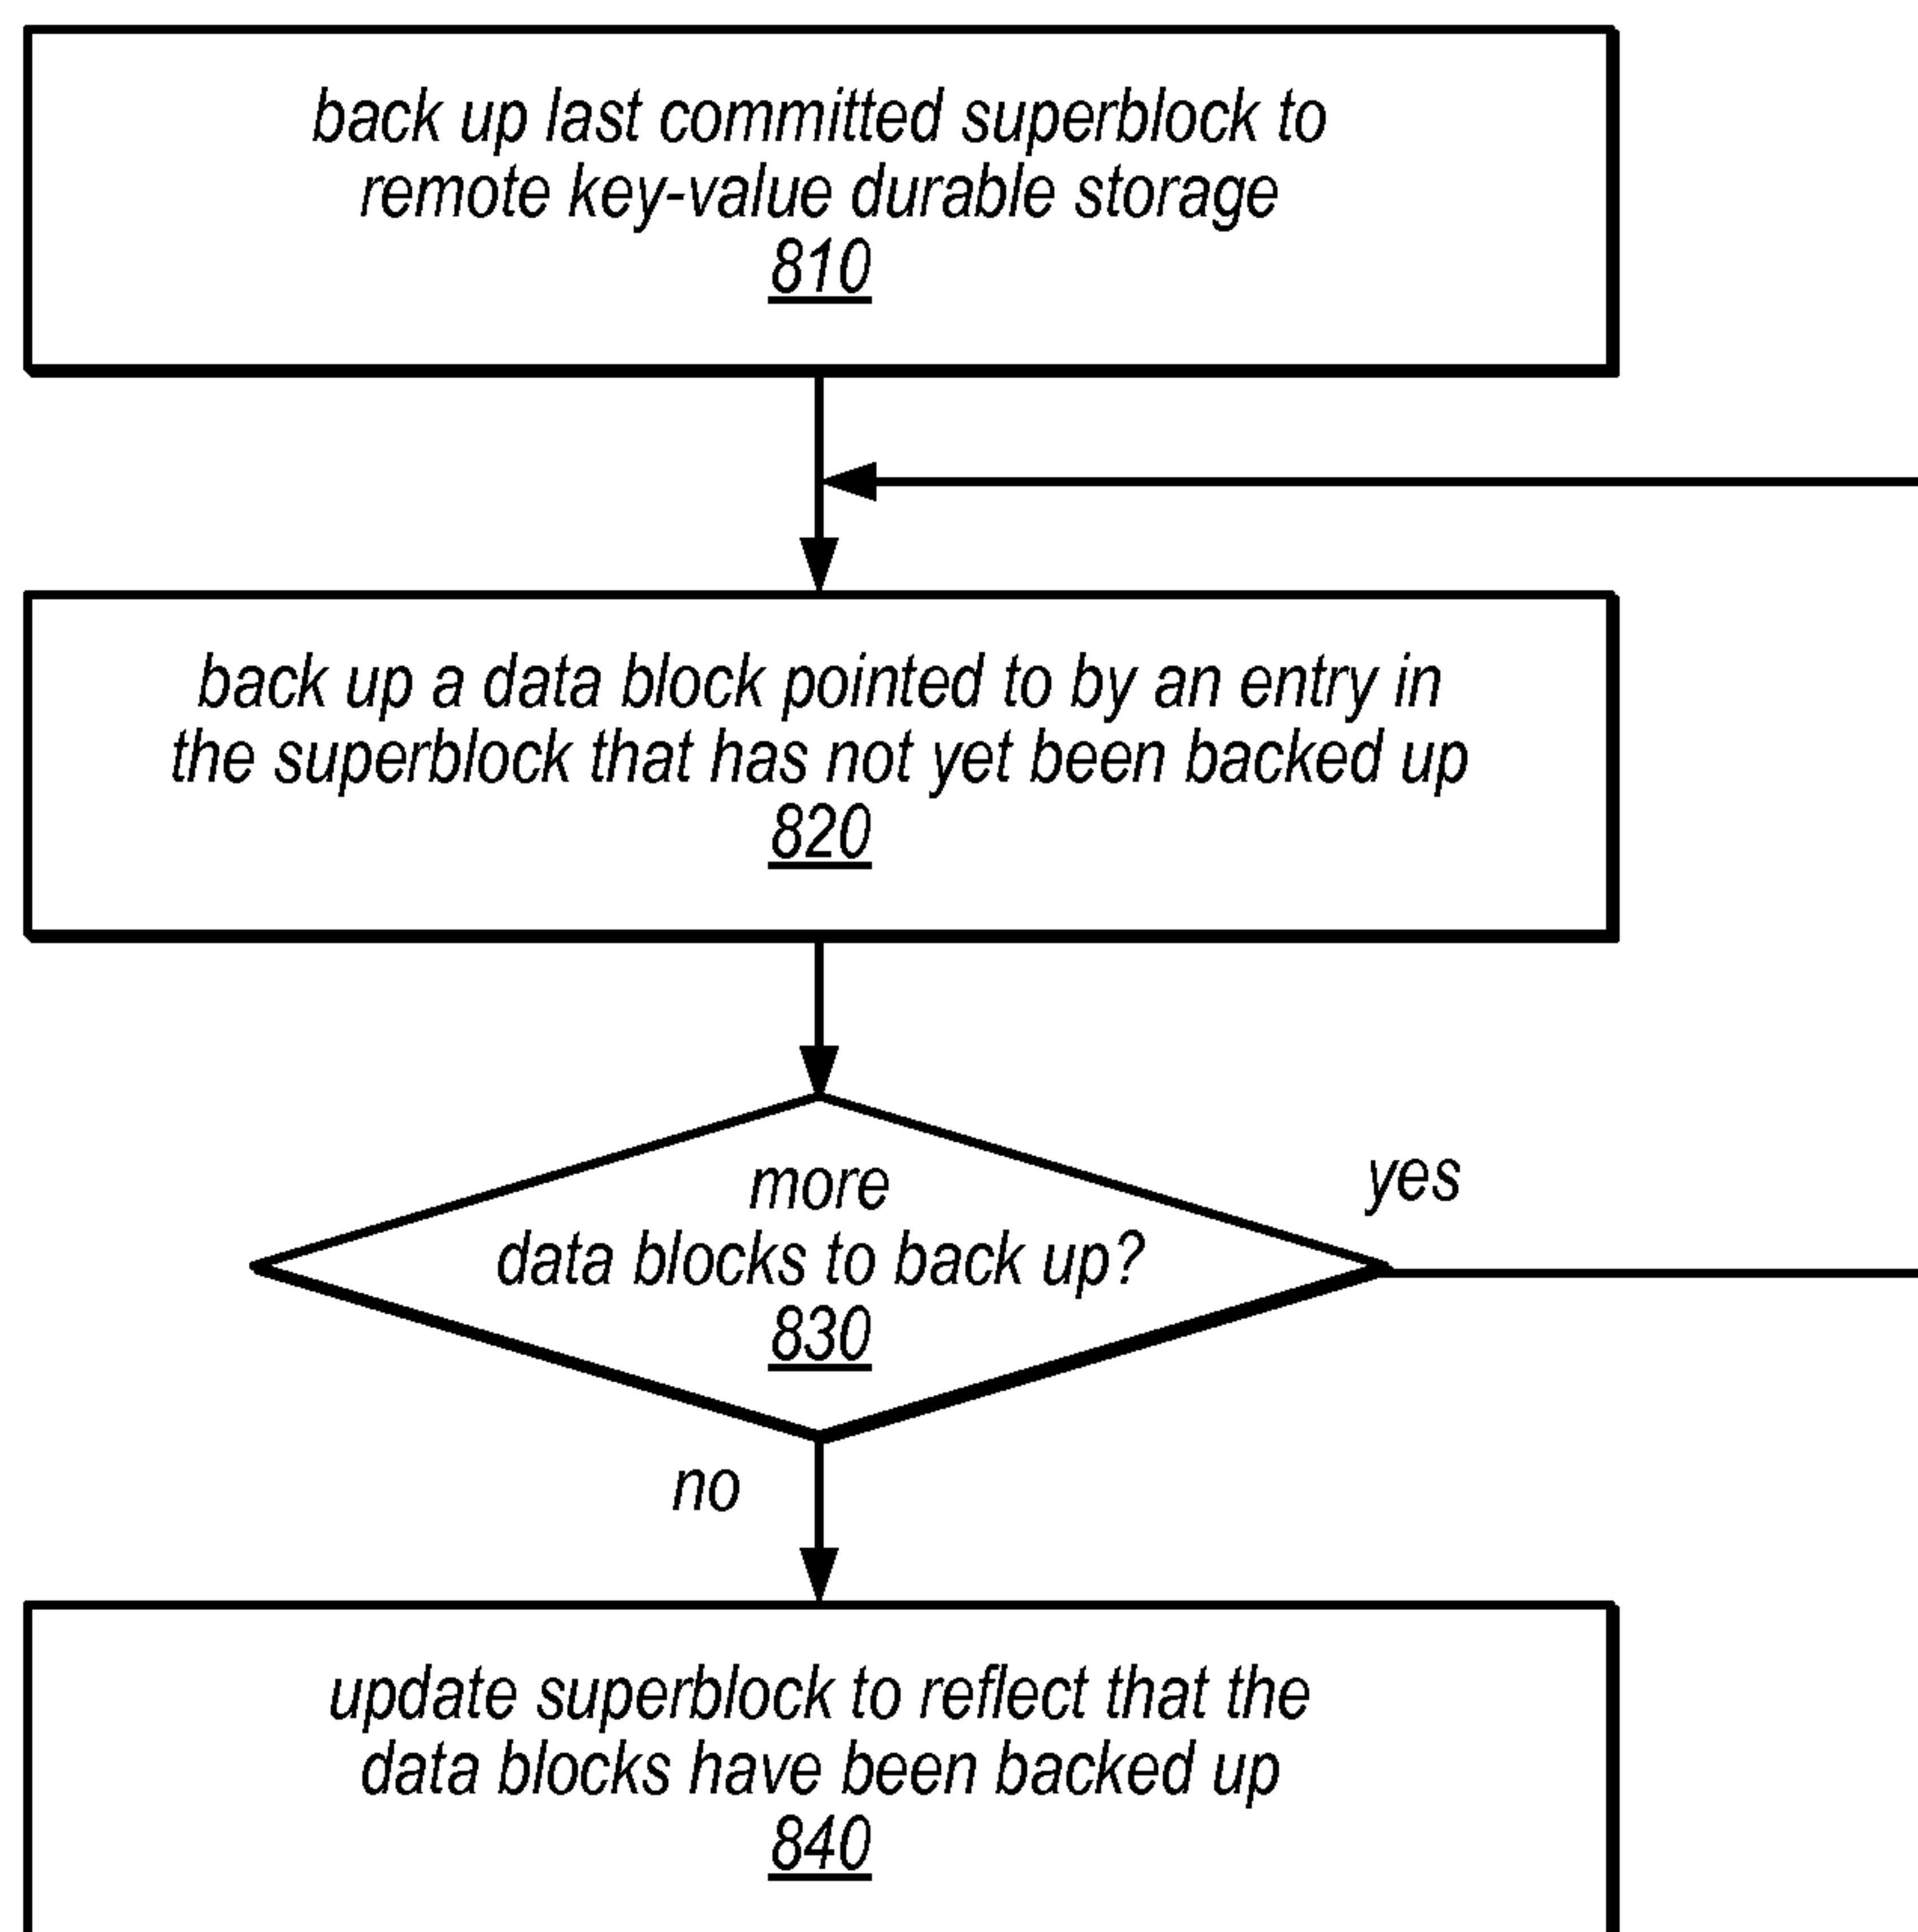 back up last committed superblock to
remote key-value durable storage
810
back up a data block pointed to by an entry in
the superblock that has not yet been backed up
820
more
data blocks to back up?
830
yes
no
update superblock to reflect that the
data blocks have been backed up
840